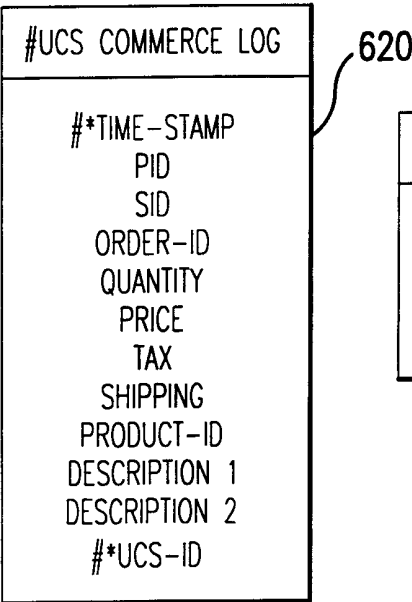 #UCS COMMERCE LOG
620
#*TIME-STAMP
PID
SID
ORDER-ID
QUANTITY
PRICE
TAX
SHIPPING
PRODUCT-ID
DESCRIPTION 1
DESCRIPTION 2
#*UCS-ID